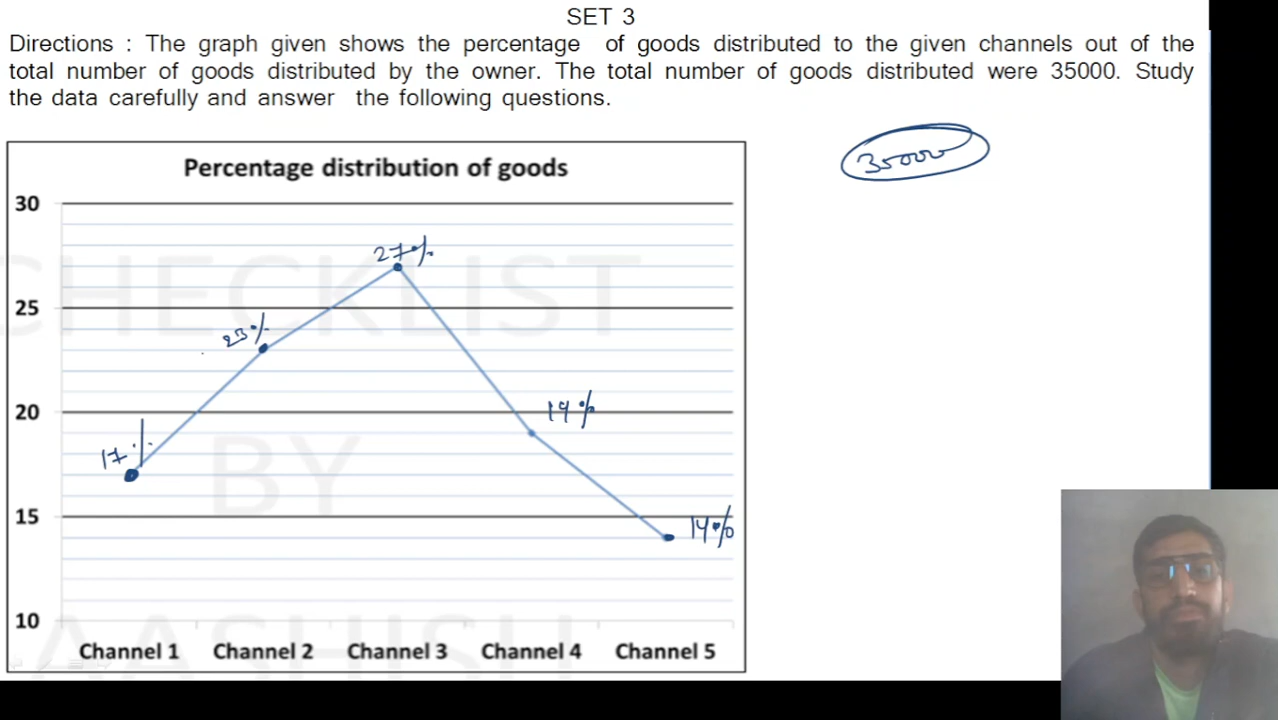 SET 3
Directions : The graph given shows the percentage of goods distributed to the given channels out of the
total number of goods distributed by the owner. The total number of goods distributed were 35000. Study
the data carefully and answer the following questions.
35000
Percentage distribution of goods
30
27%
25
23%
20
19%
17%
15
14%
10
Channel 1 Channel 2 Channel 3 Channel 4 Channel 5
CHECKLIST
BY
AASHISH